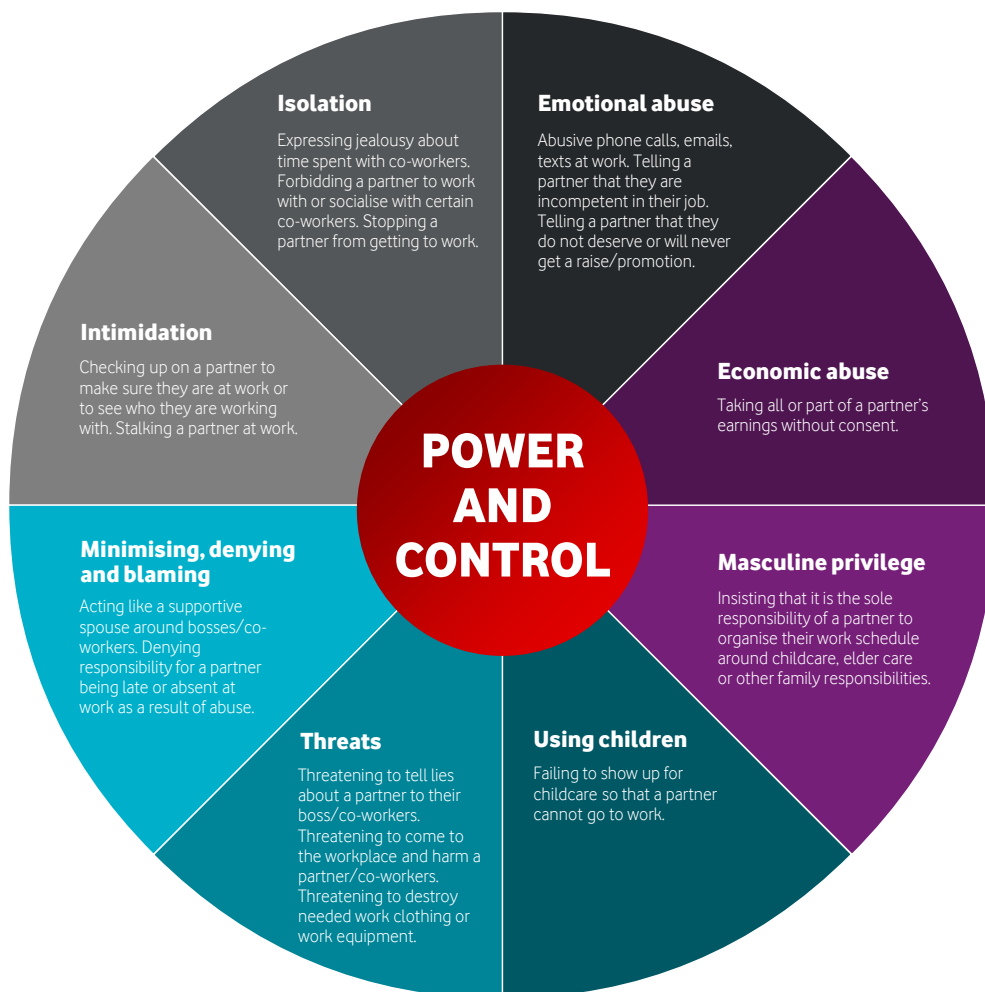 Isolation
Expressing jealousy about
time spent with co-workers.
Forbidding a partner to work
with or socialise with certain
co-workers. Stopping a
partner from getting to work.
Emotional abuse
Abusive phone calls, emails,
texts at work. Telling a
partner that they are
incompetent in their job.
Telling a partner that they
do not deserve or will never
get a raise/promotion.
Intimidation
Checking up on a partner to
make sure they are at work or
to see who they are working
with. Stalking a partner at work.
Economic abuse
Taking all or part of a partner’s
earnings without consent.
POWER
AND
CONTROL
Minimising, denying
and blaming
Acting like a supportive
spouse around bosses/co-
workers. Denying
responsibility for a partner
being late or absent at
work as a result of abuse.
Masculine privilege
Insisting that it is the sole
responsibility of a partner to
organise their work schedule
around childcare, elder care
or other family responsibilities.
Threats
Threatening to tell lies
about a partner to their
boss/co-workers.
Threatening to come to
the workplace and harm a
partner/co-workers.
Threatening to destroy
needed work clothing or
work equipment.
Using children
Failing to show up for
childcare so that a partner
cannot go to work.